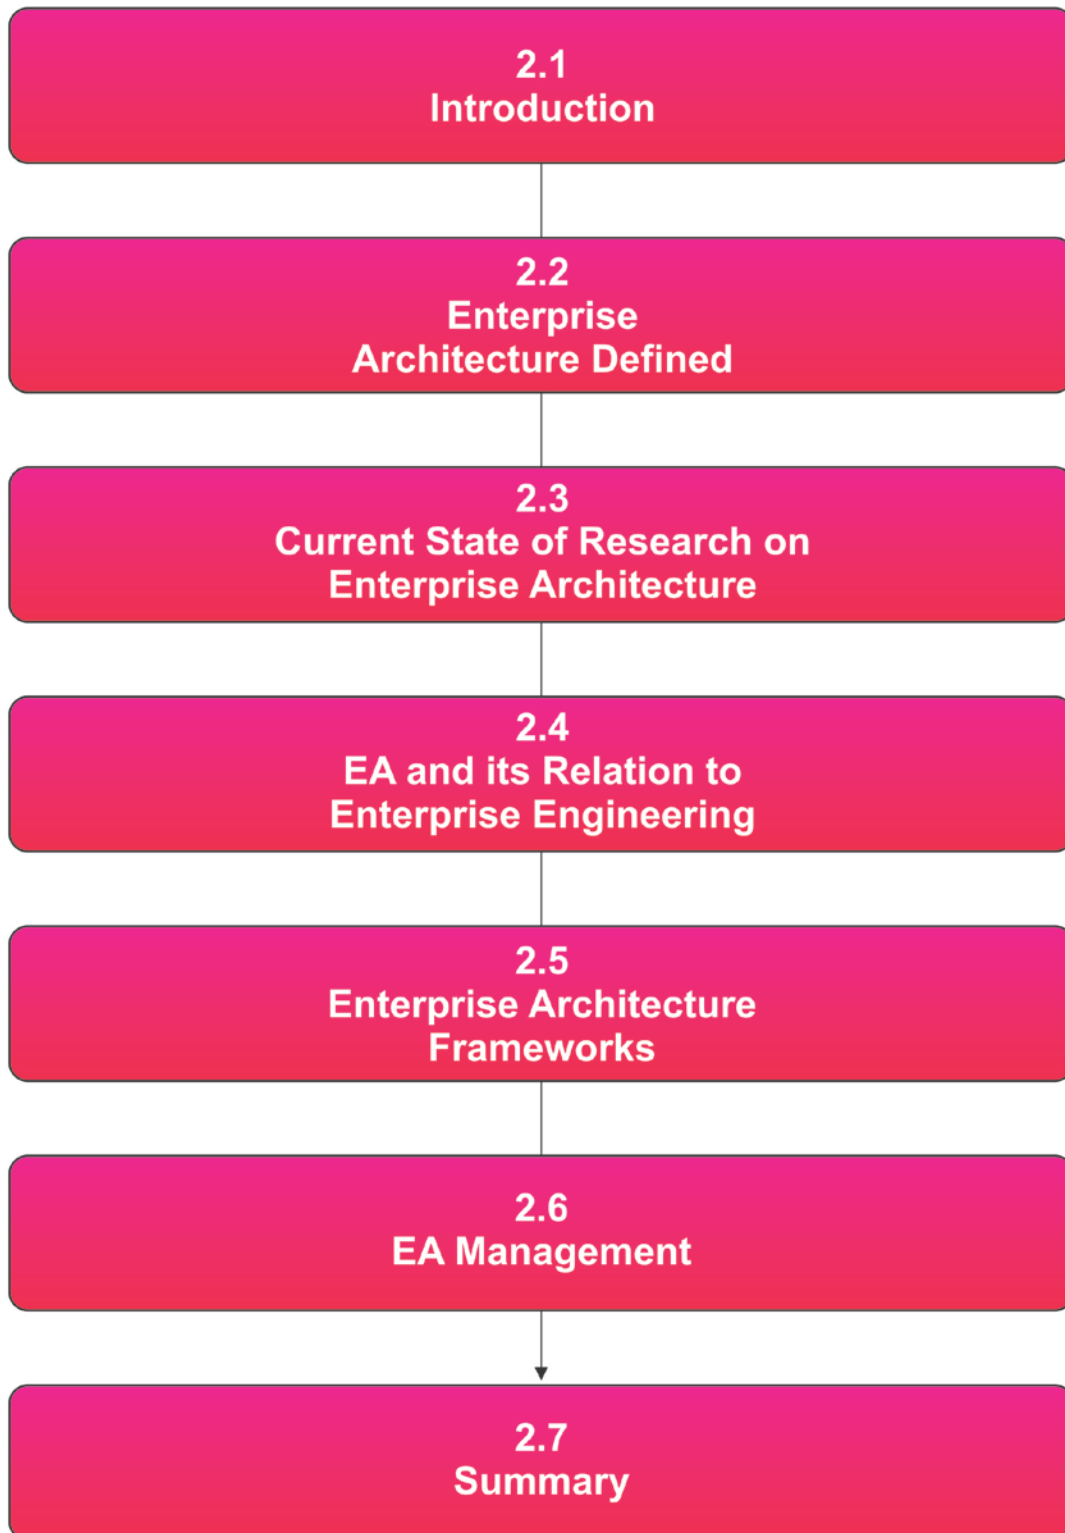 2.1
Introduction
2.2
Enterprise
Architecture Defined
2.3
Current State of Research on
Enterprise Architecture
2.4
EA and its Relation to
Enterprise Engineering
2.5
Enterprise Architecture
Frameworks
2.6
EA Management
2.7
Summary